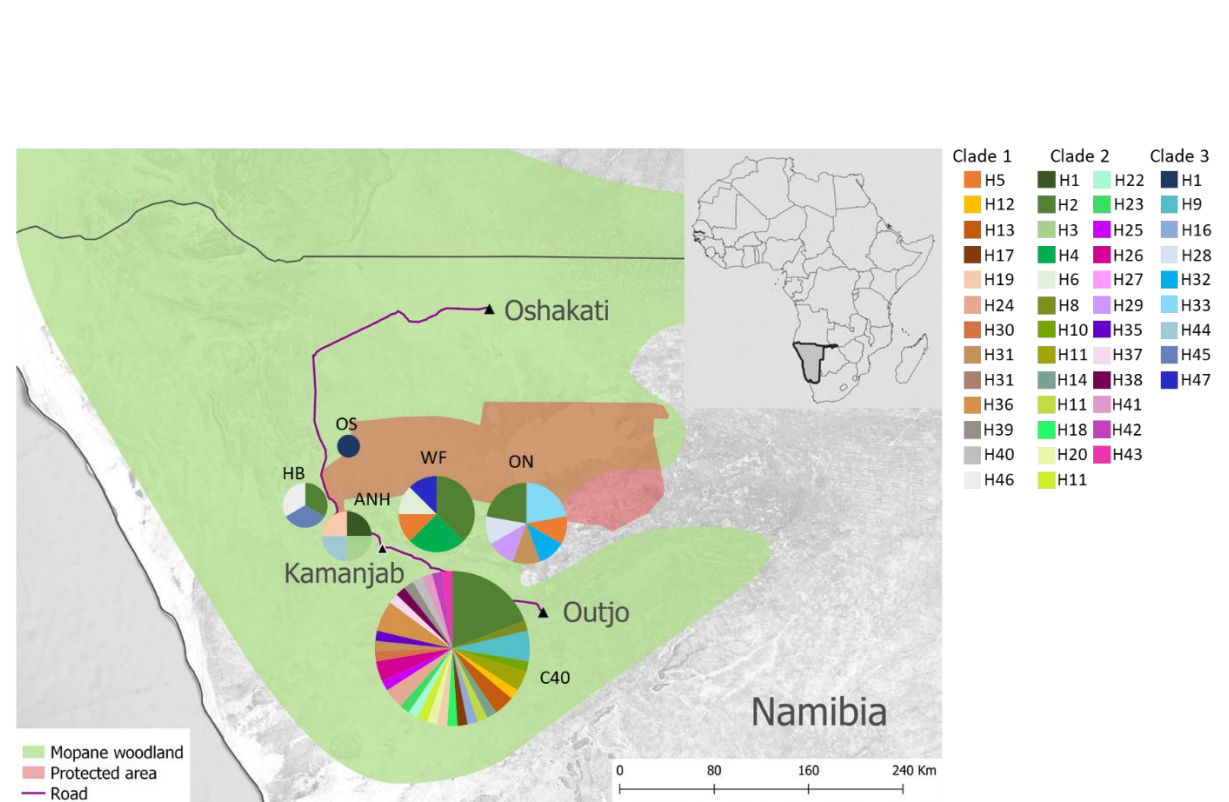 Clade 1 Clade 2 Clade 3
H5 H1 H22 H1
H12 H2 H23 H9
H13 H3 H25 H16
H17 H4 H26 H28
H19 H6 H27 H32
H24 H8 H29 H33
H30 H10 H35 H44
H31 H11 H37 H45
H31 H14 H38 H47
H36 H11 H41
H39 H18 H42
H40 H20 H43
H46 H11
Oshakati
OS
WF
ON
HB
ANH
Kamanjab
Outjo
C40
Namibia
Mopane woodland
Protected area
Road
0 80 160 240 Km